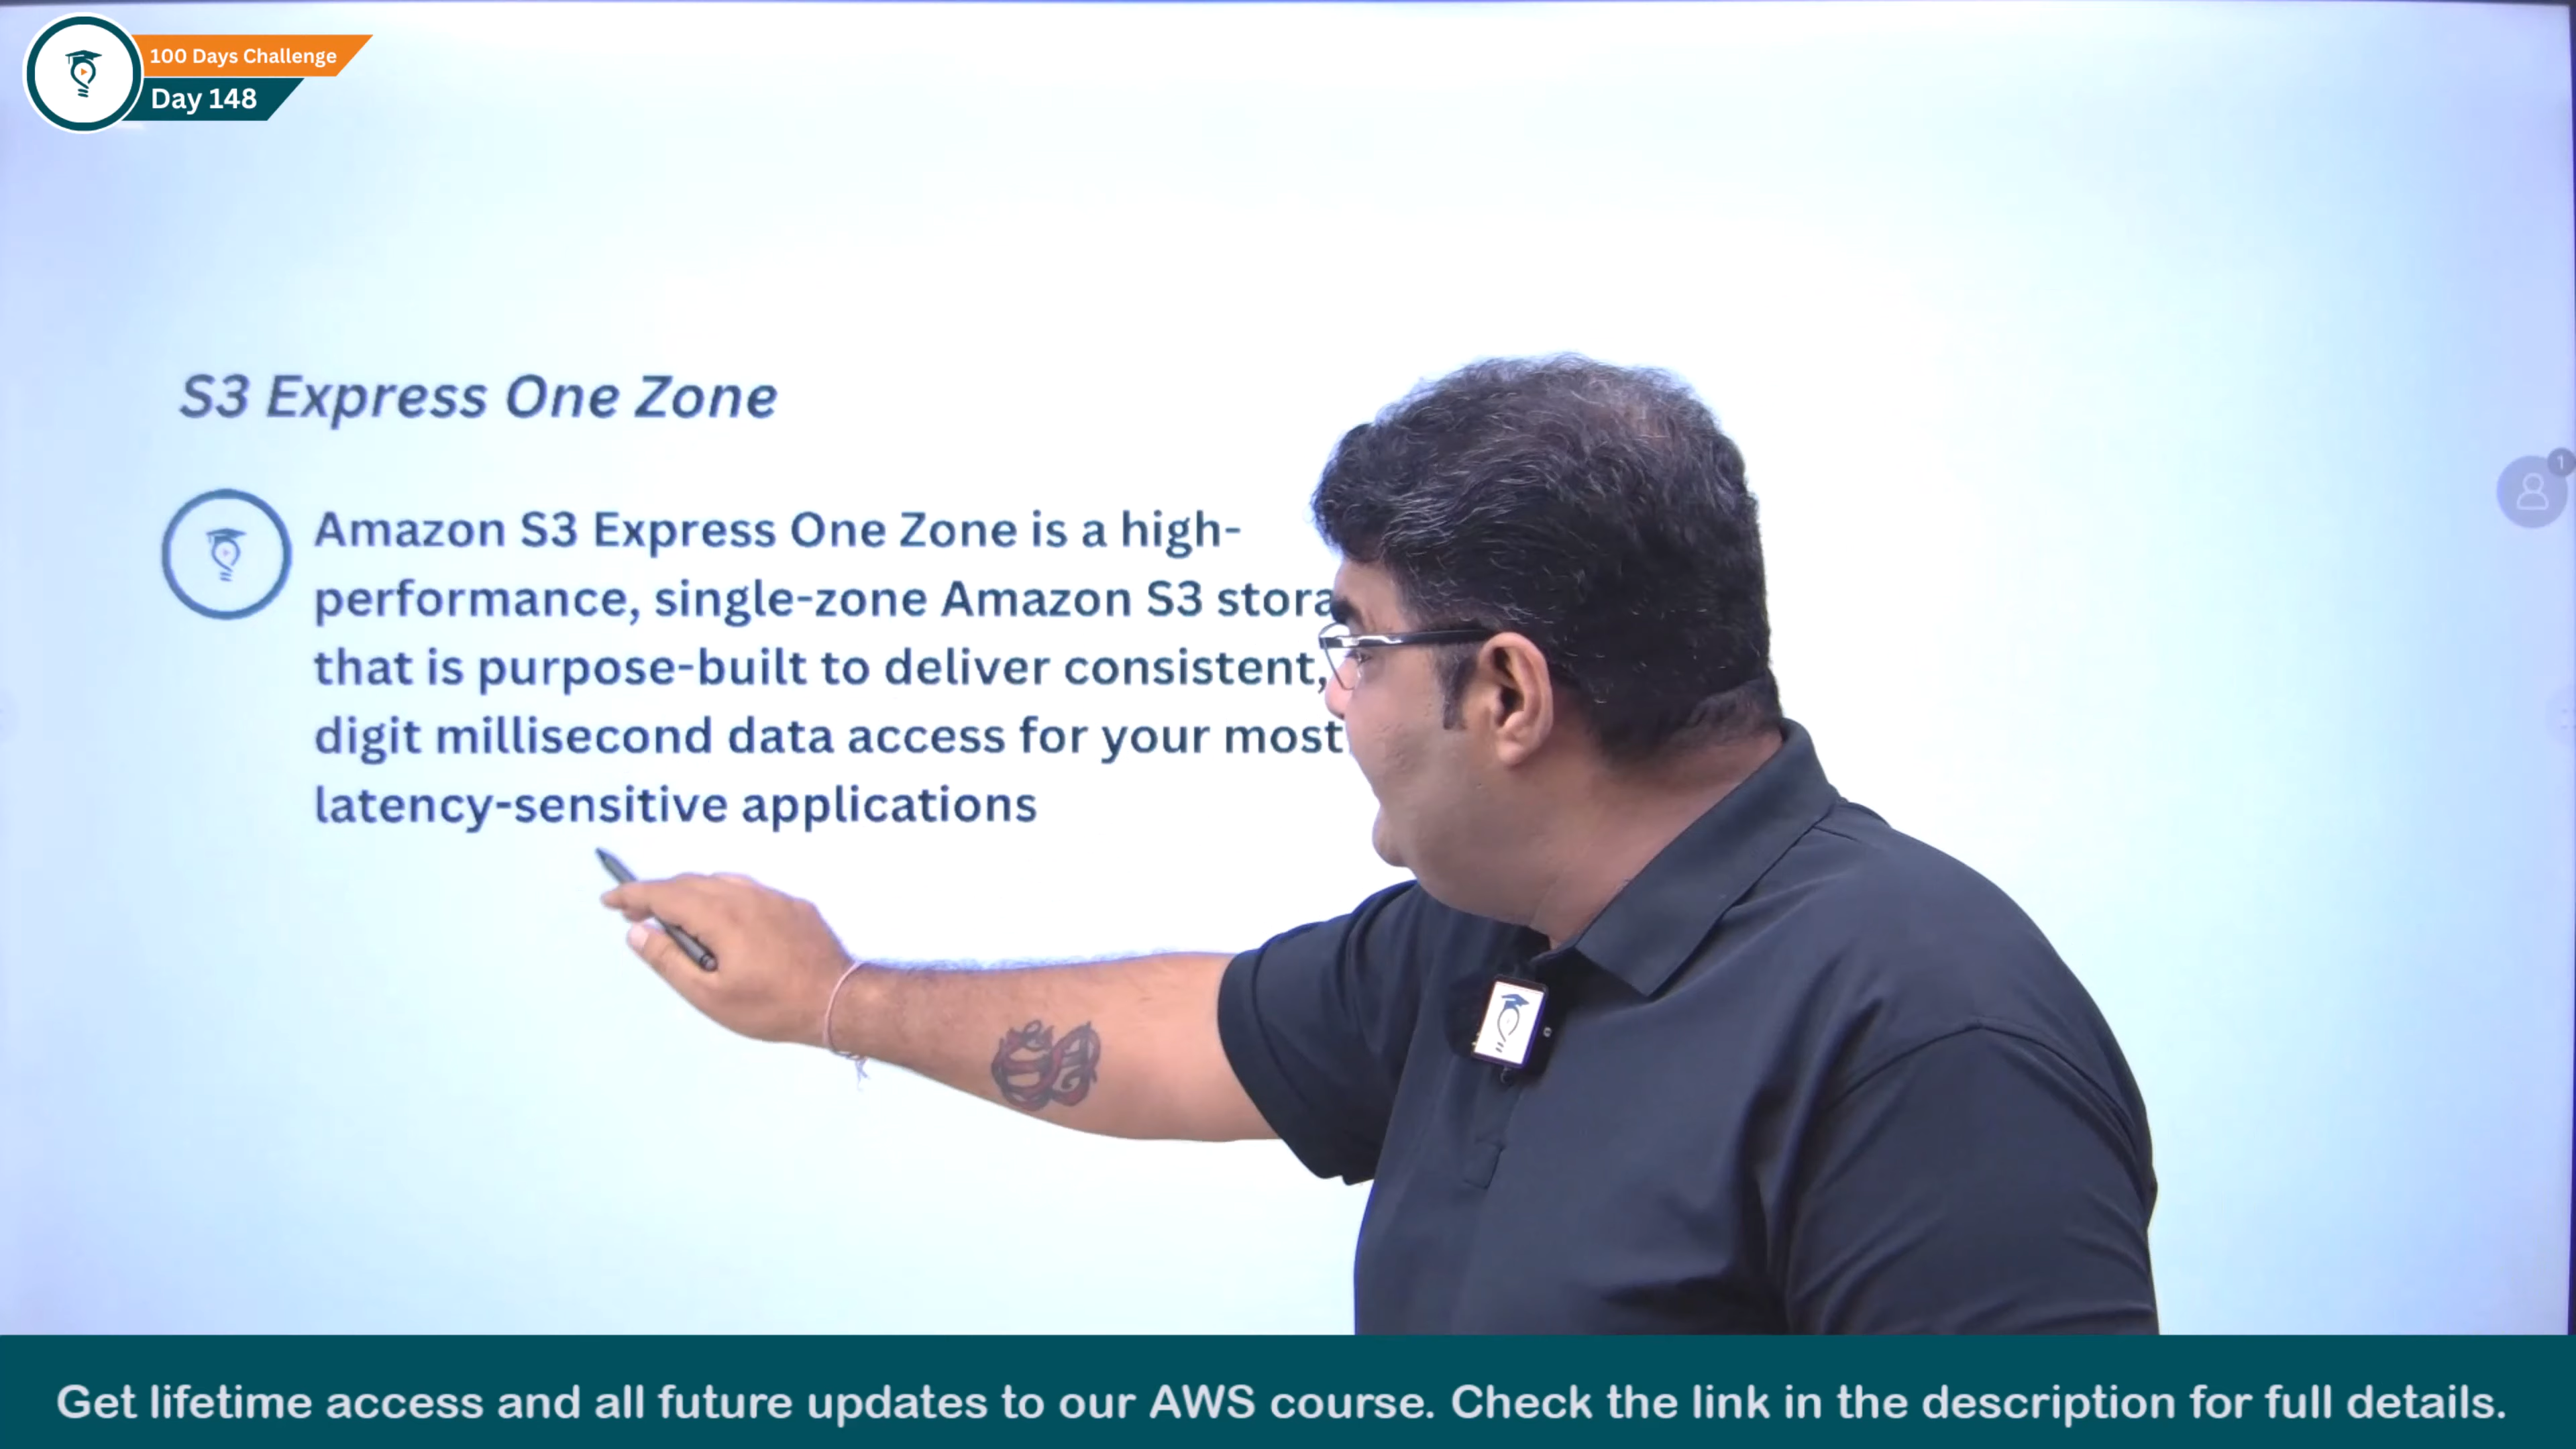 100 Days Challenge
Day 148
S3 Express One Zone
Amazon S3 Express One Zone is a high-
performance, single-zone Amazon S3
that is purpose-built to deliver consistent,
digit millisecond data access for your most
latency-sensitive applications
1
Get lifetime access and all future updates to our AWS course. Check the link in the description for full details.